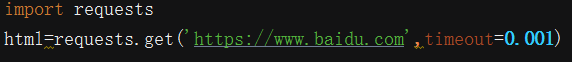 import requests
html=requests.get('https://www.baidu.com',timeout=0.001)